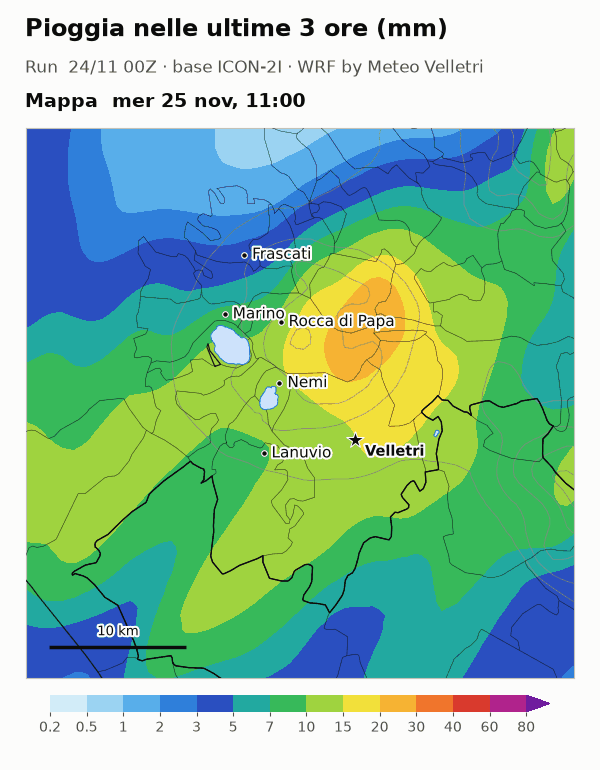 Pioggia nelle ultime 3 ore (mm)
Run  24/11 00Z · base ICON-2I · WRF by Meteo Velletri
Mappa  mer 25 nov, 11:00
Frascati
Marino
Rocca di Papa
Nemi
Velletri
Lanuvio
10 km
0.2 0.5 1 2 3 5 7 10 15 20 30 40 60 80